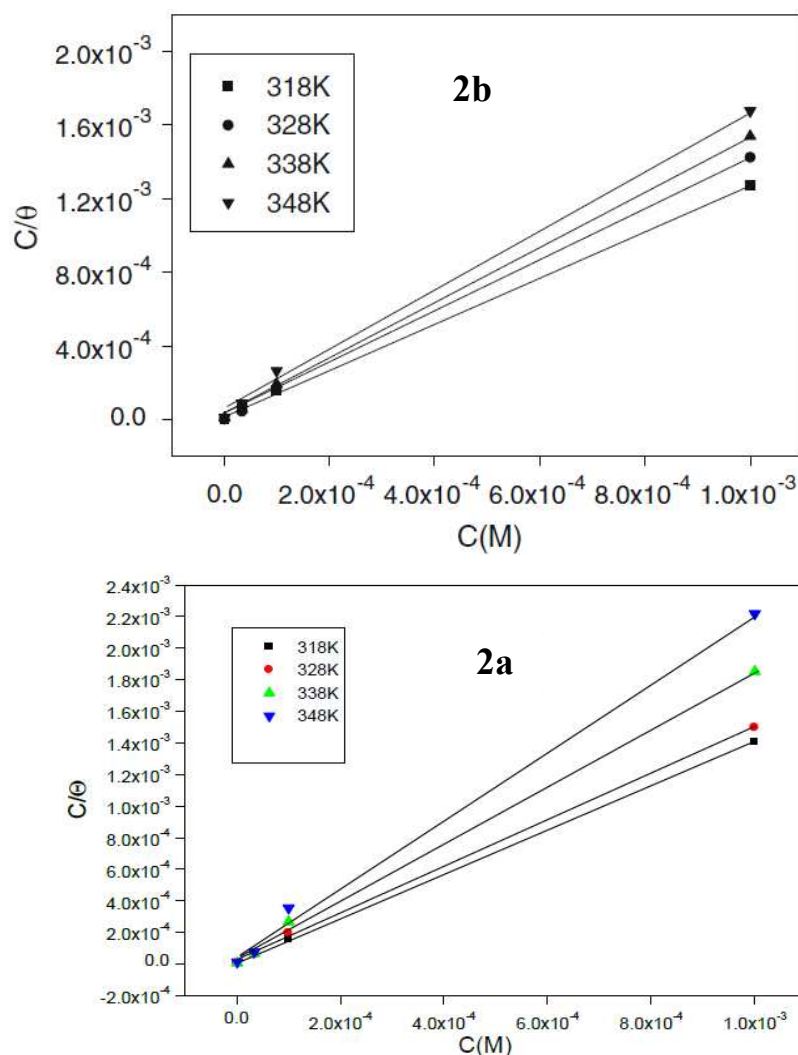 2b
318K
328K
338K
348K
C/θ
2.0x10⁻³
1.6x10⁻³
1.2x10⁻³
8.0x10⁻⁴
4.0x10⁻⁴
0.0
0.0 2.0x10⁻⁴ 4.0x10⁻⁴ 6.0x10⁻⁴ 8.0x10⁻⁴ 1.0x10⁻³
C(M)
2a
318K
328K
338K
348K
C/Θ
2.4x10⁻³
2.2x10⁻³
2.0x10⁻³
1.8x10⁻³
1.6x10⁻³
1.4x10⁻³
1.2x10⁻³
1.0x10⁻³
8.0x10⁻⁴
6.0x10⁻⁴
4.0x10⁻⁴
2.0x10⁻⁴
0.0
-2.0x10⁻⁴
0.0 2.0x10⁻⁴ 4.0x10⁻⁴ 6.0x10⁻⁴ 8.0x10⁻⁴ 1.0x10⁻³
C(M)